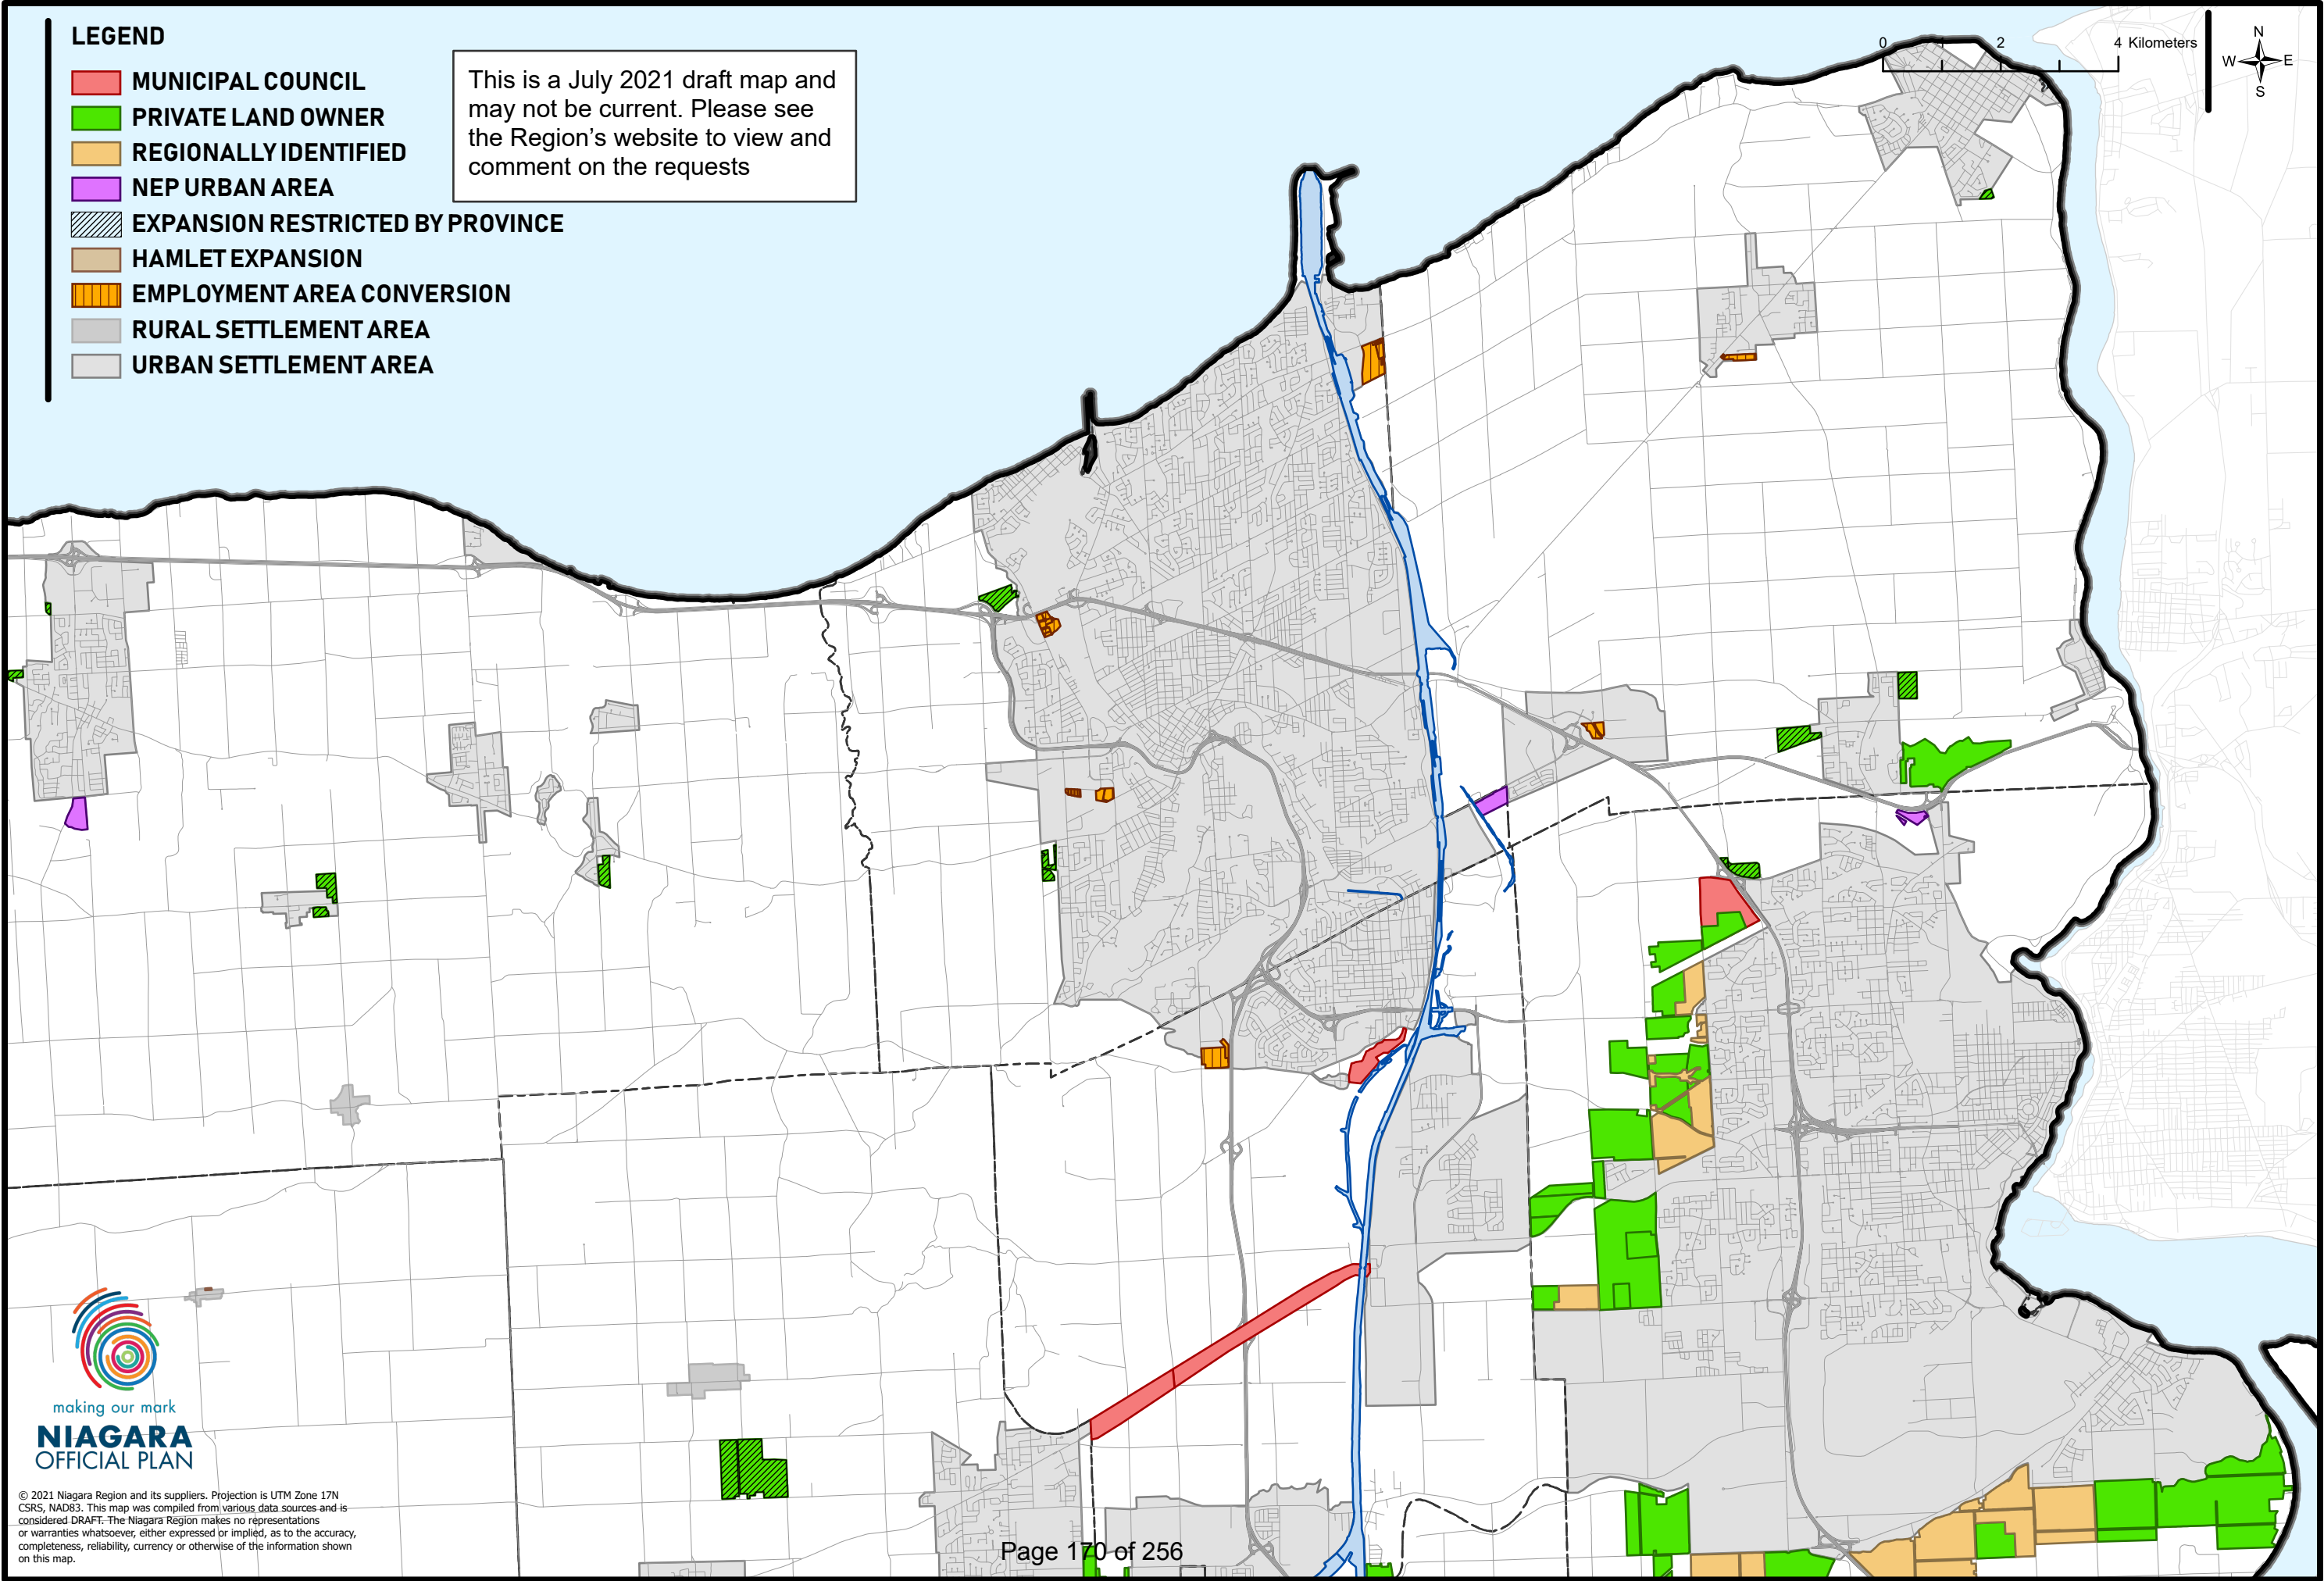 LEGEND
MUNICIPAL COUNCIL
PRIVATE LAND OWNER
REGIONALLY IDENTIFIED
NEP URBAN AREA
EXPANSION RESTRICTED BY PROVINCE
HAMLET EXPANSION
EMPLOYMENT AREA CONVERSION
RURAL SETTLEMENT AREA
URBAN SETTLEMENT AREA
This is a July 2021 draft map and
may not be current. Please see
the Region's website to view and
comment on the requests
0 2 4 Kilometers
N
W E
S
making our mark
NIAGARA
OFFICIAL PLAN
© 2021 Niagara Region and its suppliers. Projection is UTM Zone 17N
CSRS, NAD83. This map was compiled from various data sources and is
considered DRAFT. The Niagara Region makes no representations
or warranties whatsoever, either expressed or implied, as to the accuracy,
completeness, reliability, currency or otherwise of the information shown
on this map.
Page 170 of 256